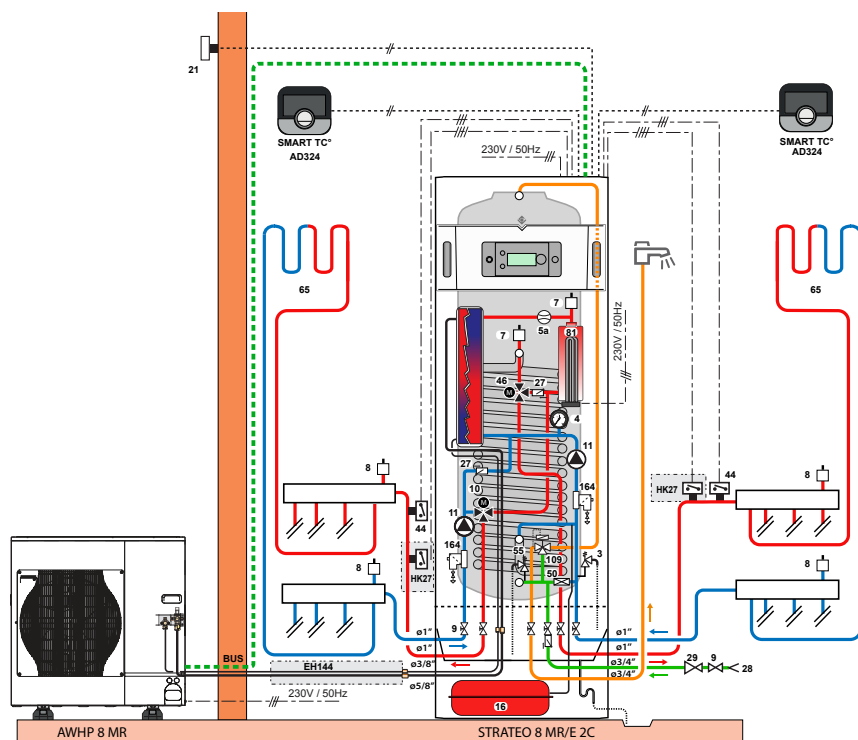 21
SMART TC°
AD324
SMART TC°
AD324
230V / 50Hz
65
65
7
5a
81
7
230V / 50Hz
46
M
27
4
11
27
10
M
11
8
44
HK27
164
164
55
3
109
50
8
HK27
44
8
8
9
ø1"
ø1"
ø1"
ø1"
BUS
EH144
ø3/8"
ø5/8"
ø3/4"
ø3/4"
29
9
28
230V / 50Hz
16
AWHP 8 MR
STRATEO 8 MR/E 2C